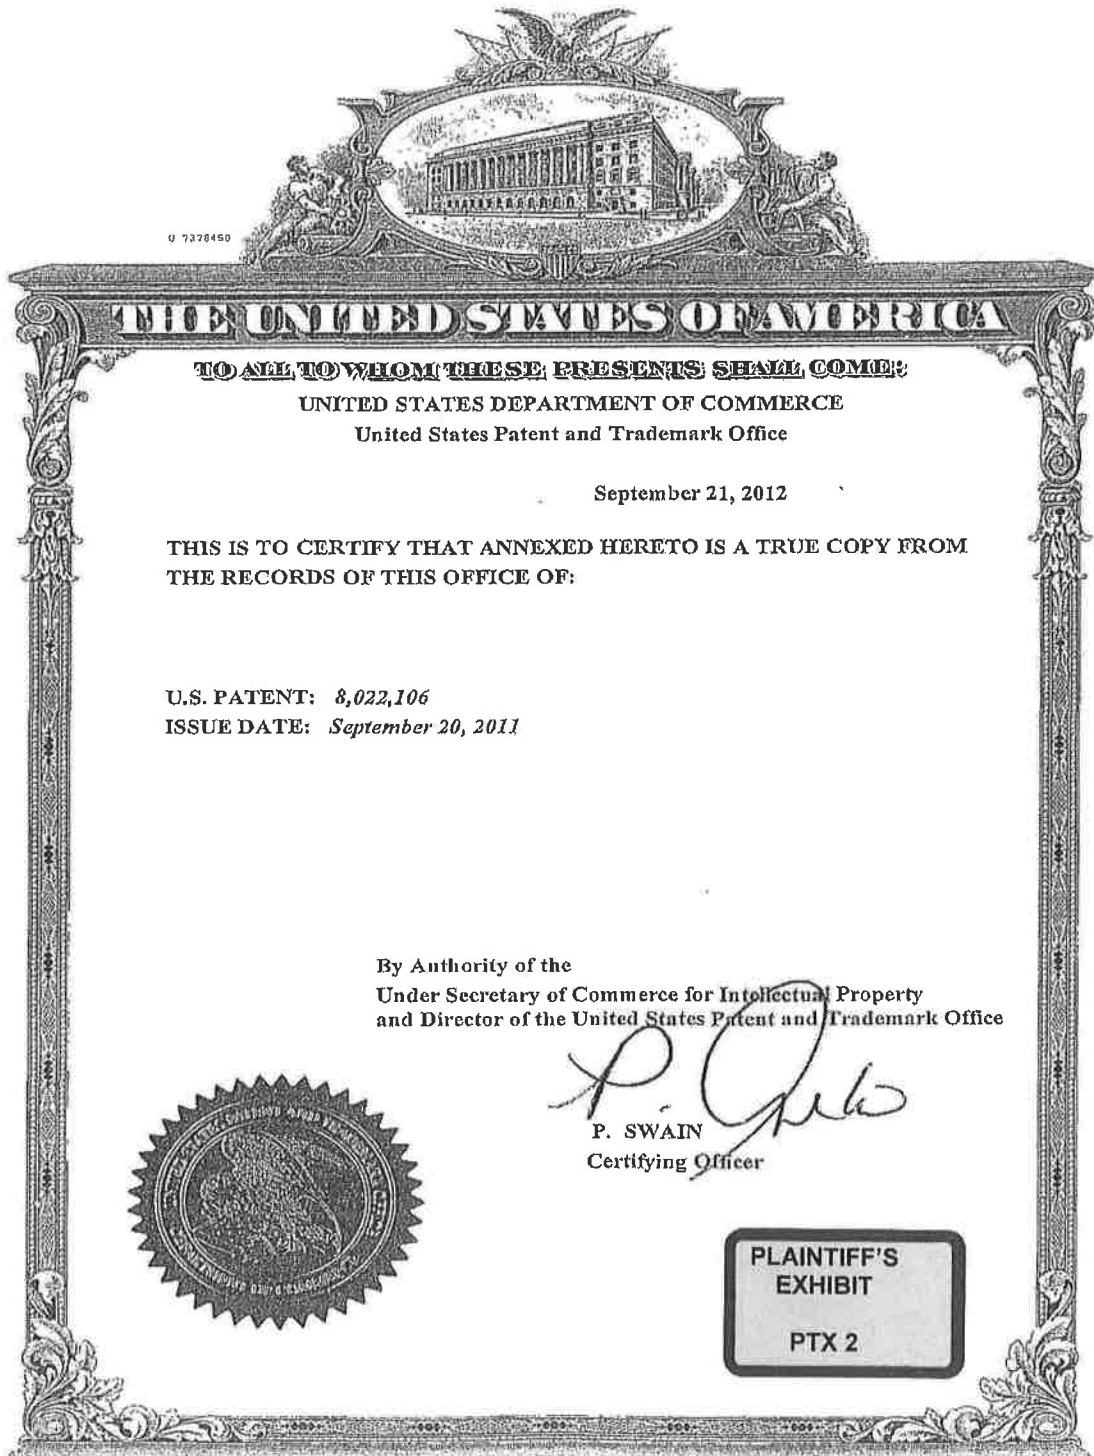 U 7378450
THE UNITED STATES OF AMERICA
TO ALL TO WHOM THESE PRESENTS SHALL COME:
UNITED STATES DEPARTMENT OF COMMERCE
United States Patent and Trademark Office
September 21, 2012
THIS IS TO CERTIFY THAT ANNEXED HERETO IS A TRUE COPY FROM
THE RECORDS OF THIS OFFICE OF:
U.S. PATENT: 8,022,106
ISSUE DATE: September 20, 2011
By Authority of the
Under Secretary of Commerce for Intellectual Property
and Director of the United States Patent and Trademark Office
P. SWAIN
Certifying Officer
PLAINTIFF'S
EXHIBIT
PTX 2